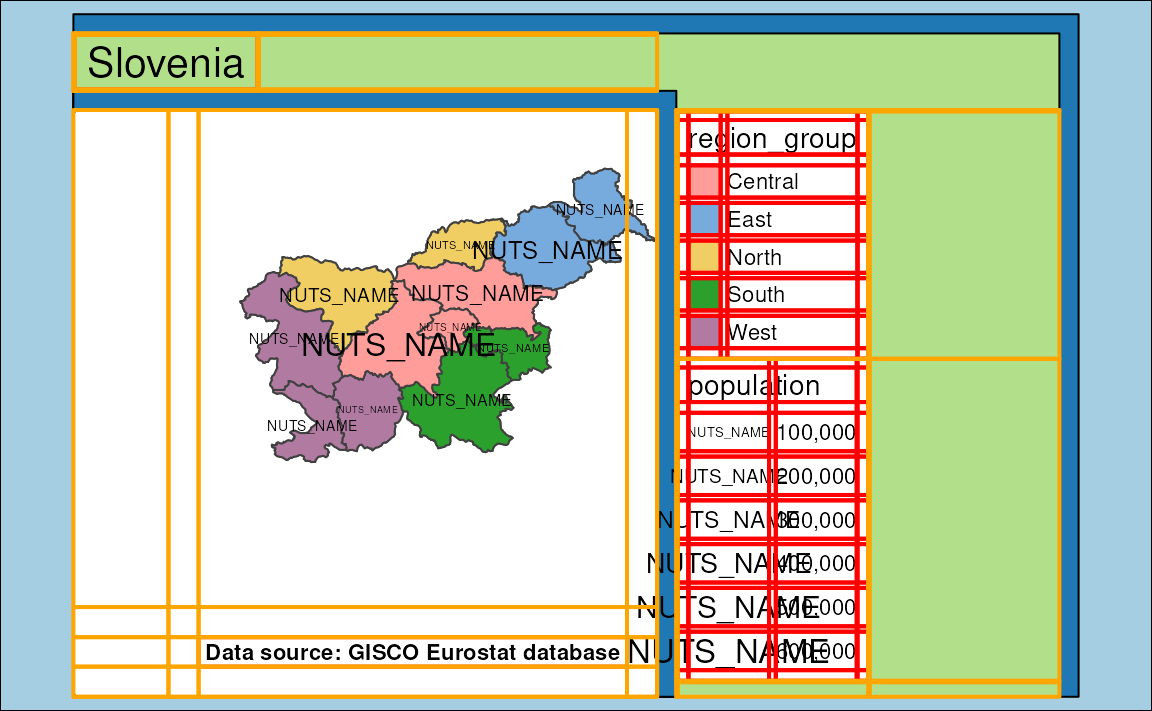 Slovenia
NUTS_NAME
NUTS_NAME
NUTS_NAME
NUTS_NAME
NUTS_NAME
NUTS_NAME
NUTS_NAME
NUTS_NAME
NUTS_NAME
NUTS_NAME
NUTS_NAME
NUTS_NAME
Data source: GISCO Eurostat database
region_group
Central
East
North
South
West
population
NUTS_NAME 100,000
NUTS_NAME 200,000
NUTS_NAME 300,000
NUTS_NAME 400,000
NUTS_NAME 500,000
NUTS_NAME 600,000